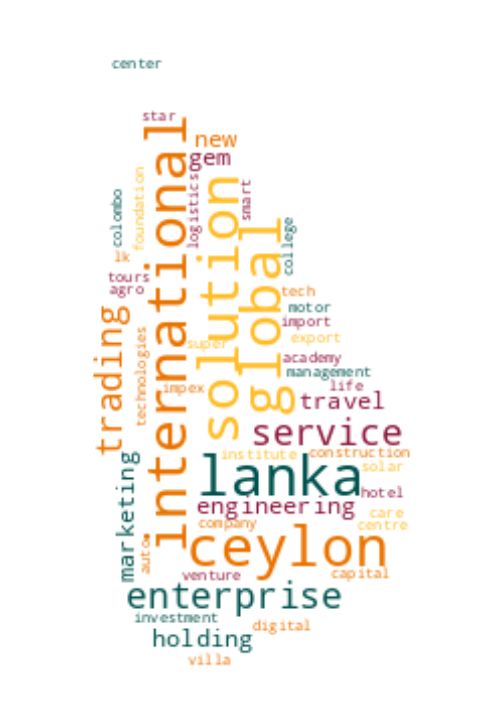 center
star
international
new
gem
solution
logistics
smart
foundation
colombo
global
college
lk
tours
agro
tech
motor
import
trading
technologies
super
export
academy
management
impex
life
travel
service
institute
construction
lanka
solar
marketing
hotel
engineering
company
care
centre
auto
ceylon
venture
capital
enterprise
investment
digital
holding
villa